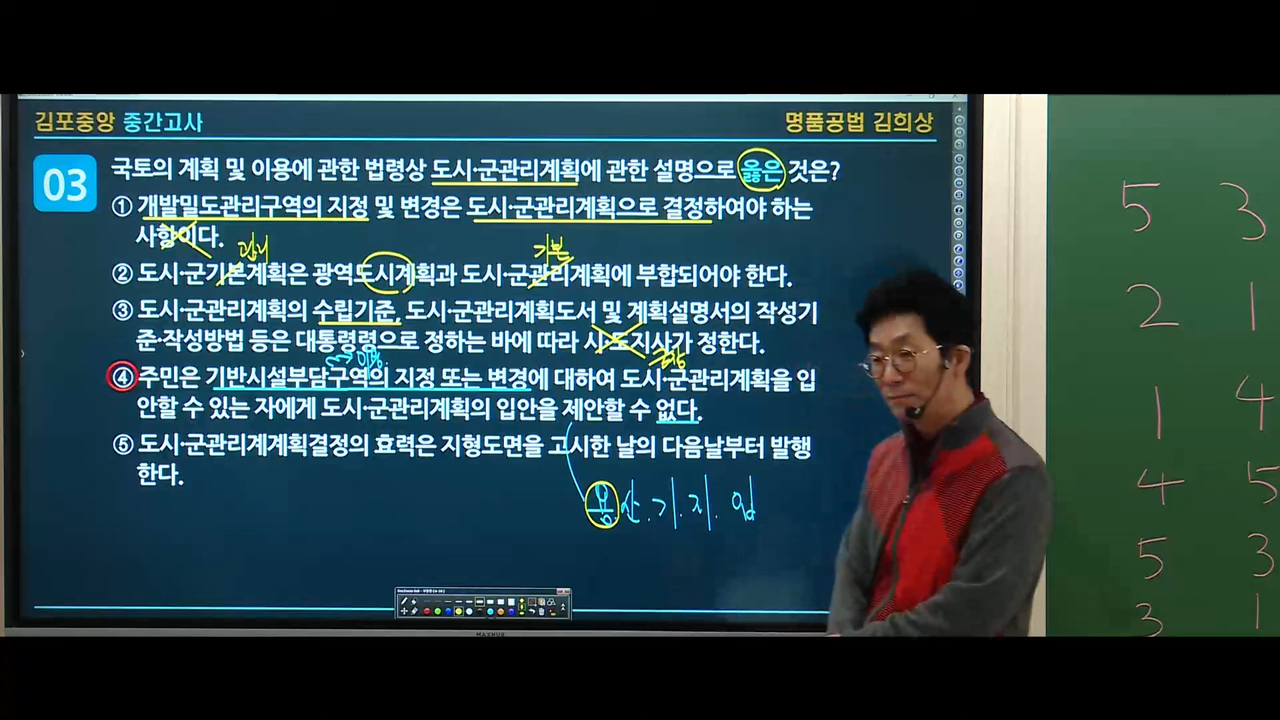 김포중앙 중간고사
명품공법 김희상
03 국토의 계획 및 이용에 관한 법령상 도시·군관리계획에 관한 설명으로 옳은 것은?
① 개발밀도관리구역의 지정 및 변경은 도시·군관리계획으로 결정하여야 하는
사항이다.
관리
기본
② 도시·군기본계획은 광역도시계획과 도시·군관리계획에 부합되어야 한다.
③ 도시·군관리계획의 수립기준, 도시·군관리계획도서 및 계획설명서의 작성기
준·작성방법 등은 대통령령으로 정하는 바에 따라 시·도지사가 정한다.
④ 주민은 기반시설부담구역의 지정 또는 변경에 대하여 도시·군관리계획을 입
안할 수 있는 자에게 도시·군관리계획의 입안을 제안할 수 없다.
⑤ 도시·군관리계계획결정의 효력은 지형도면을 고시한 날의 다음날부터 발행
한다.
용 산. 기. 지. 입
MAXHUB
5 3
2 1
1 4
4 5
5 3
3 1